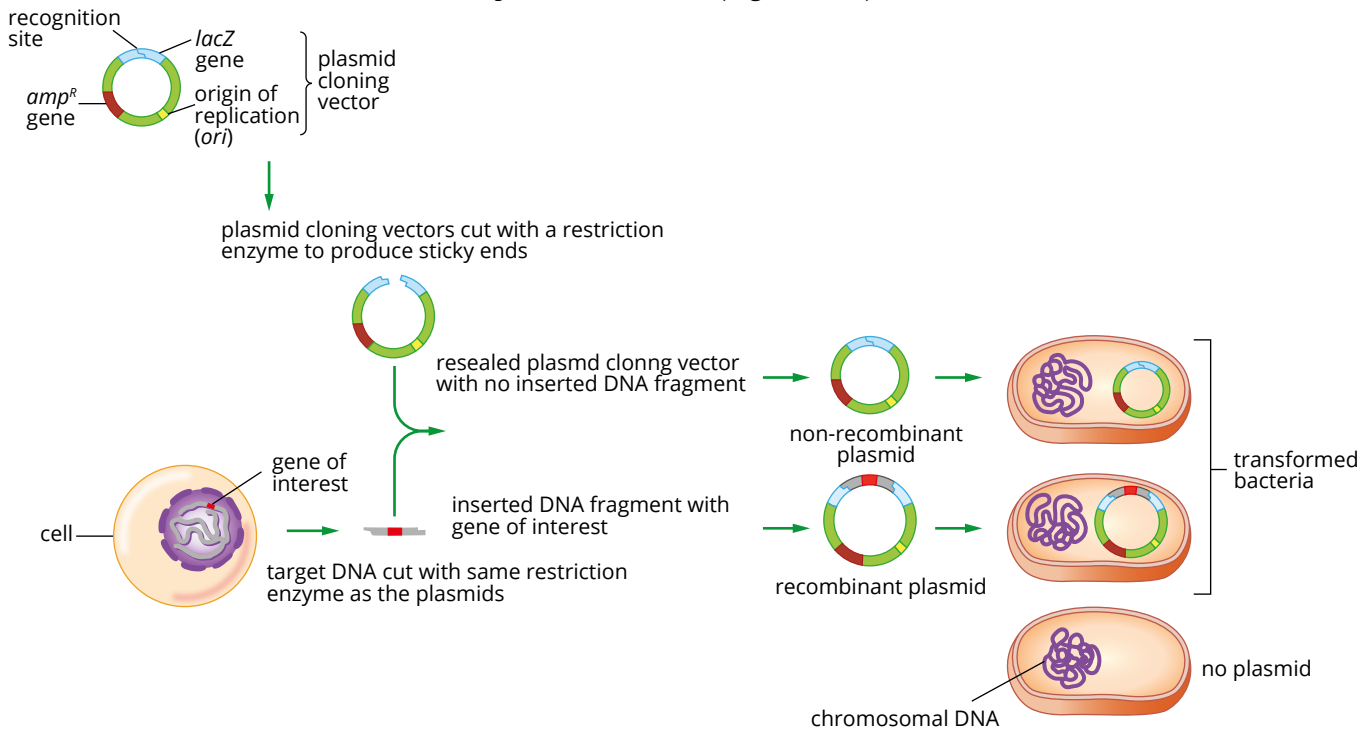 recognition
site
lacZ
gene
plasmid
cloning
vector
ampR
gene
origin of
replication
(ori)
plasmid cloning vectors cut with a restriction
enzyme to produce sticky ends
resealed plasmd clonng vector
with no inserted DNA fragment
non-recombinant
plasmid
transformed
bacteria
gene of
interest
cell
inserted DNA fragment with
gene of interest
target DNA cut with same restriction
enzyme as the plasmids
recombinant plasmid
no plasmid
chromosomal DNA